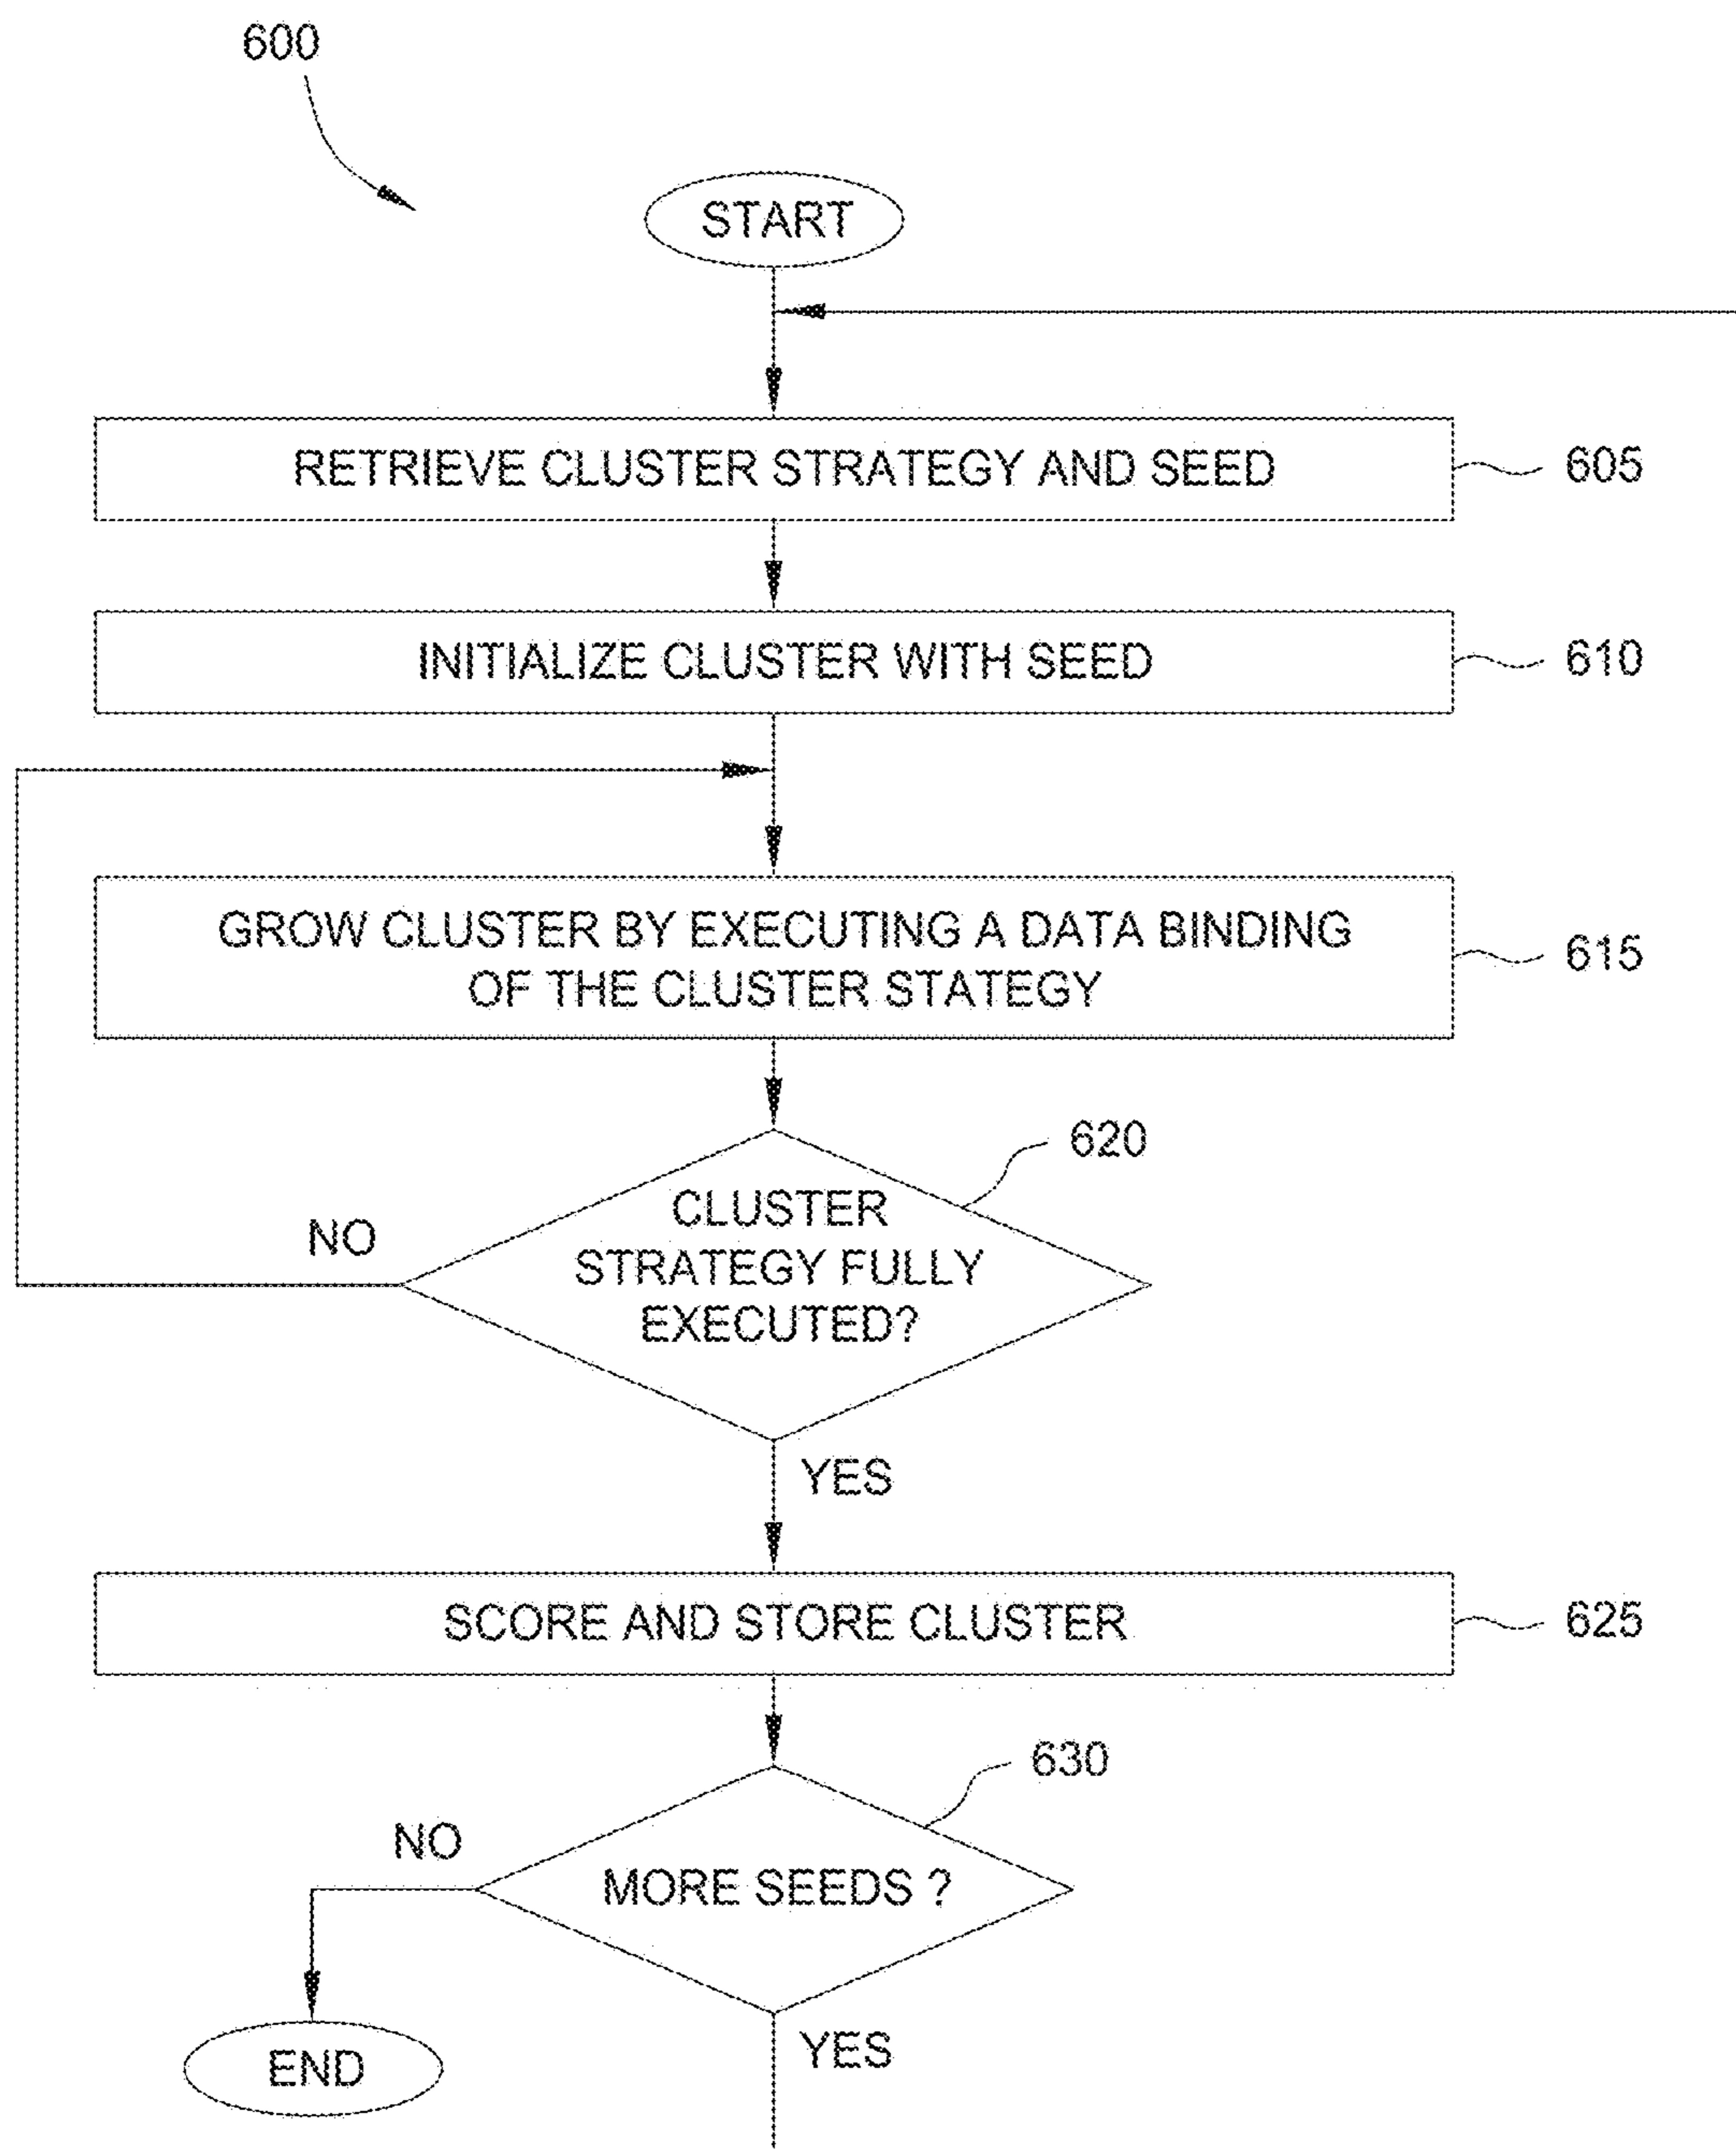 600
START
RETRIEVE CLUSTER STRATEGY AND SEED
605
INITIALIZE CLUSTER WITH SEED
610
GROW CLUSTER BY EXECUTING A DATA BINDING
OF THE CLUSTER STATEGY
615
620
CLUSTER
STRATEGY FULLY
EXECUTED?
NO
YES
SCORE AND STORE CLUSTER
625
630
MORE SEEDS ?
NO
YES
END